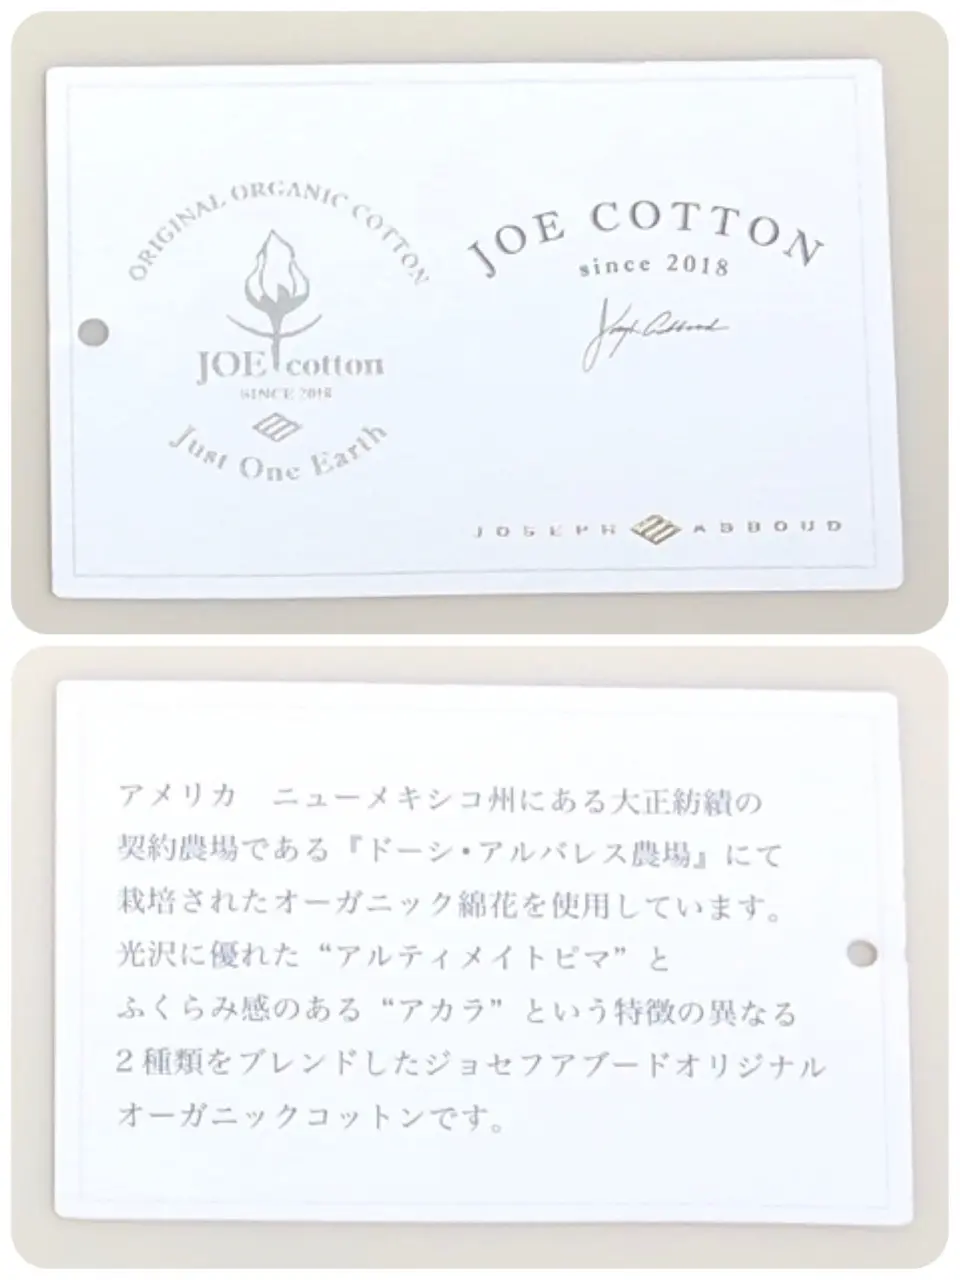 ORIGINAL ORGANIC COTTON
JOE cotton
SINCE 2018
Just One Earth
JOE COTTON
since 2018
Joseph Abboud
JOSEPH ABBOUD
アメリカ　ニューメキシコ州にある大正紡績の
契約農場である『ドーシ・アルバレス農場』にて
栽培されたオーガニック綿花を使用しています。
光沢に優れた“アルティメイトピマ”と
ふくらみ感のある“アカラ”という特徴の異なる
2種類をブレンドしたジョセフアブードオリジナル
オーガニックコットンです。